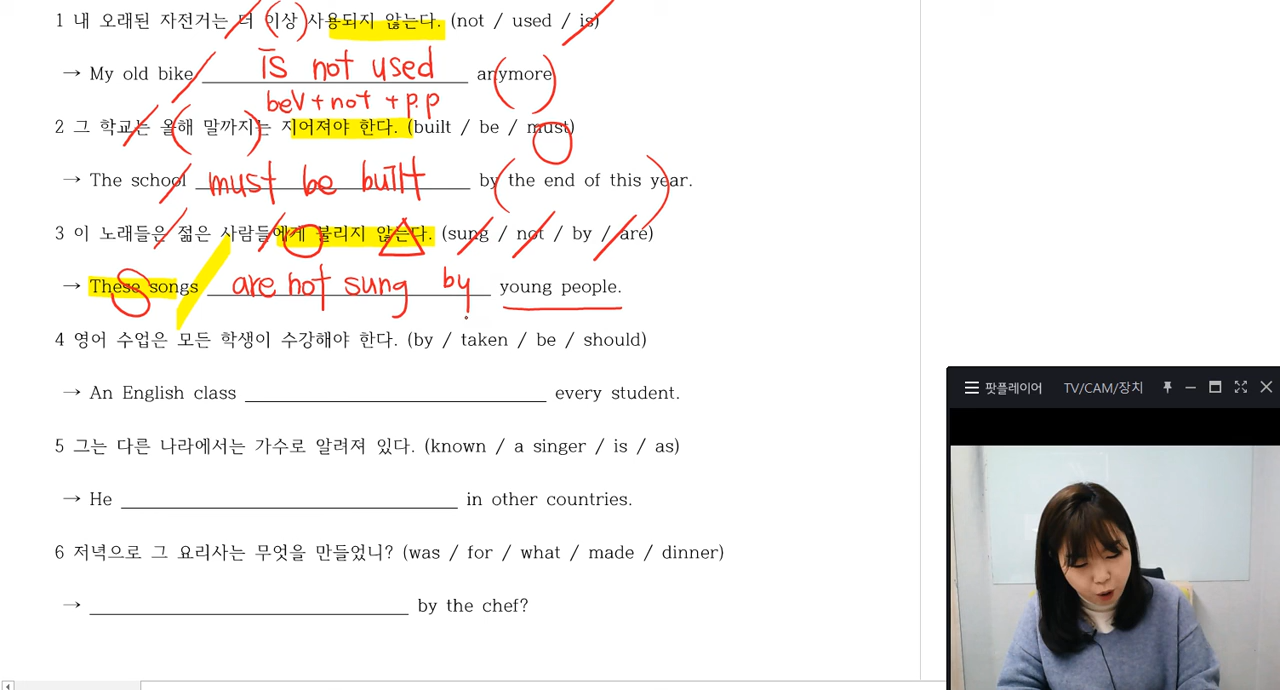 1 내 오래된 자전거는 더 이상 사용되지 않는다. (not / used / is)
→ My old bike is not used anymore
beV+not +p.p
2 그 학교는 올해 말까지는 지어져야 한다. (built / be / must)
→ The school must be built by the end of this year.
3 이 노래들은 젊은 사람들에게 불리지 않는다. (sung / not / by / are)
→ These songs are not sung by young people.
4 영어 수업은 모든 학생이 수강해야 한다. (by / taken / be / should)
→ An English class ____ every student.
5 그는 다른 나라에서는 가수로 알려져 있다. (known / a singer / is / as)
→ He ____ in other countries.
6 저녁으로 그 요리사는 무엇을 만들었니? (was / for / what / made / dinner)
→ ____ by the chef?
팟플레이어 TV/CAM/장치